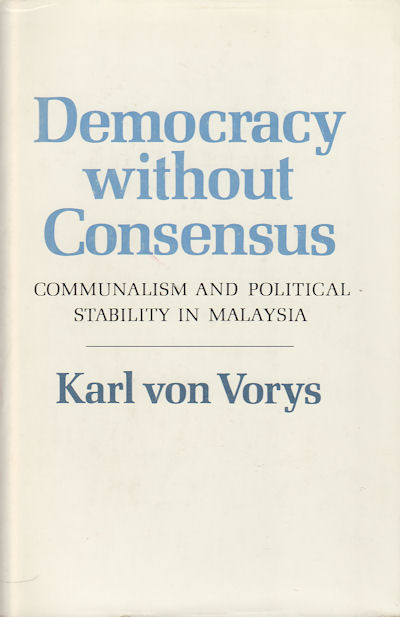 Democracy
without
Consensus
COMMUNALISM AND POLITICAL
STABILITY IN MALAYSIA
Karl von Vorys